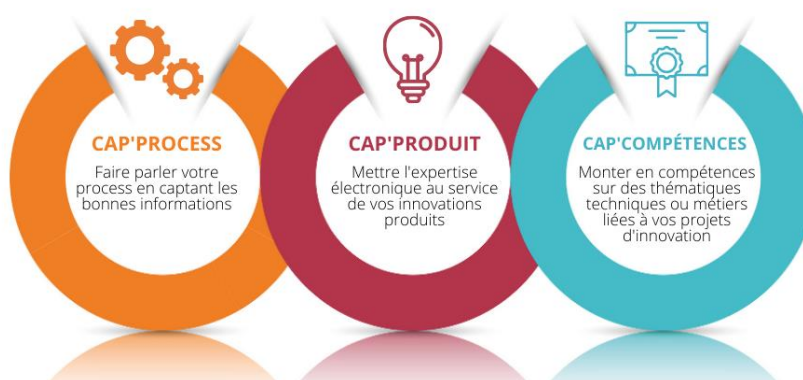 CAP'PROCESS
Faire parler votre
process en captant les
bonnes informations
CAP'PRODUIT
Mettre l'expertise
électronique au service
de vos innovations
produits
CAP'COMPÉTENCES
Monter en compétences
sur des thématiques
techniques ou métiers
liées à vos projets
d'innovation